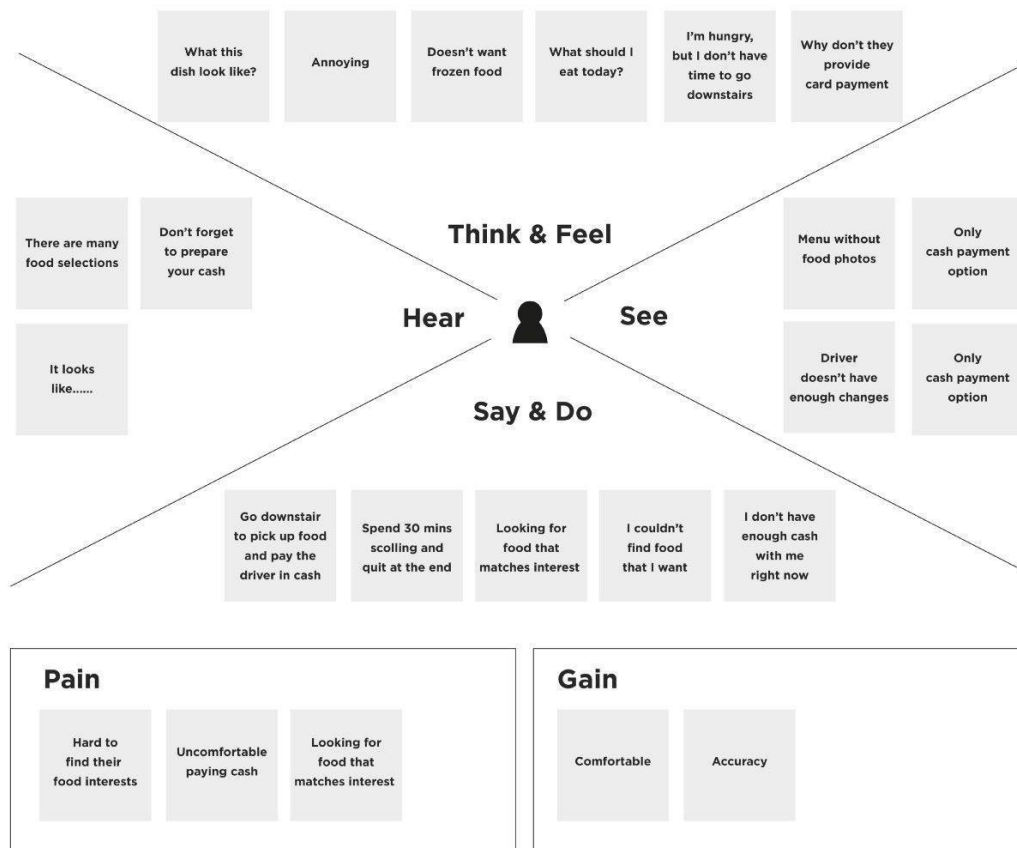 What this
dish look like?
Annoying
Doesn't want
frozen food
What should I
eat today?
I'm hungry,
but I don't have
time to go
downstairs
Why don't they
provide
card payment
Think & Feel
There are many
food selections
Don't forget
to prepare
your cash
It looks
like......
Hear
See
Menu without
food photos
Only
cash payment
option
Driver
doesn't have
enough changes
Only
cash payment
option
Say & Do
Go downstair
to pick up food
and pay the
driver in cash
Spend 30 mins
scolling and
quit at the end
Looking for
food that
matches interest
I couldn't
find food
that I want
I don't have
enough cash
with me
right now
Pain
Hard to
find their
food interests
Uncomfortable
paying cash
Looking for
food that
matches interest
Gain
Comfortable
Accuracy